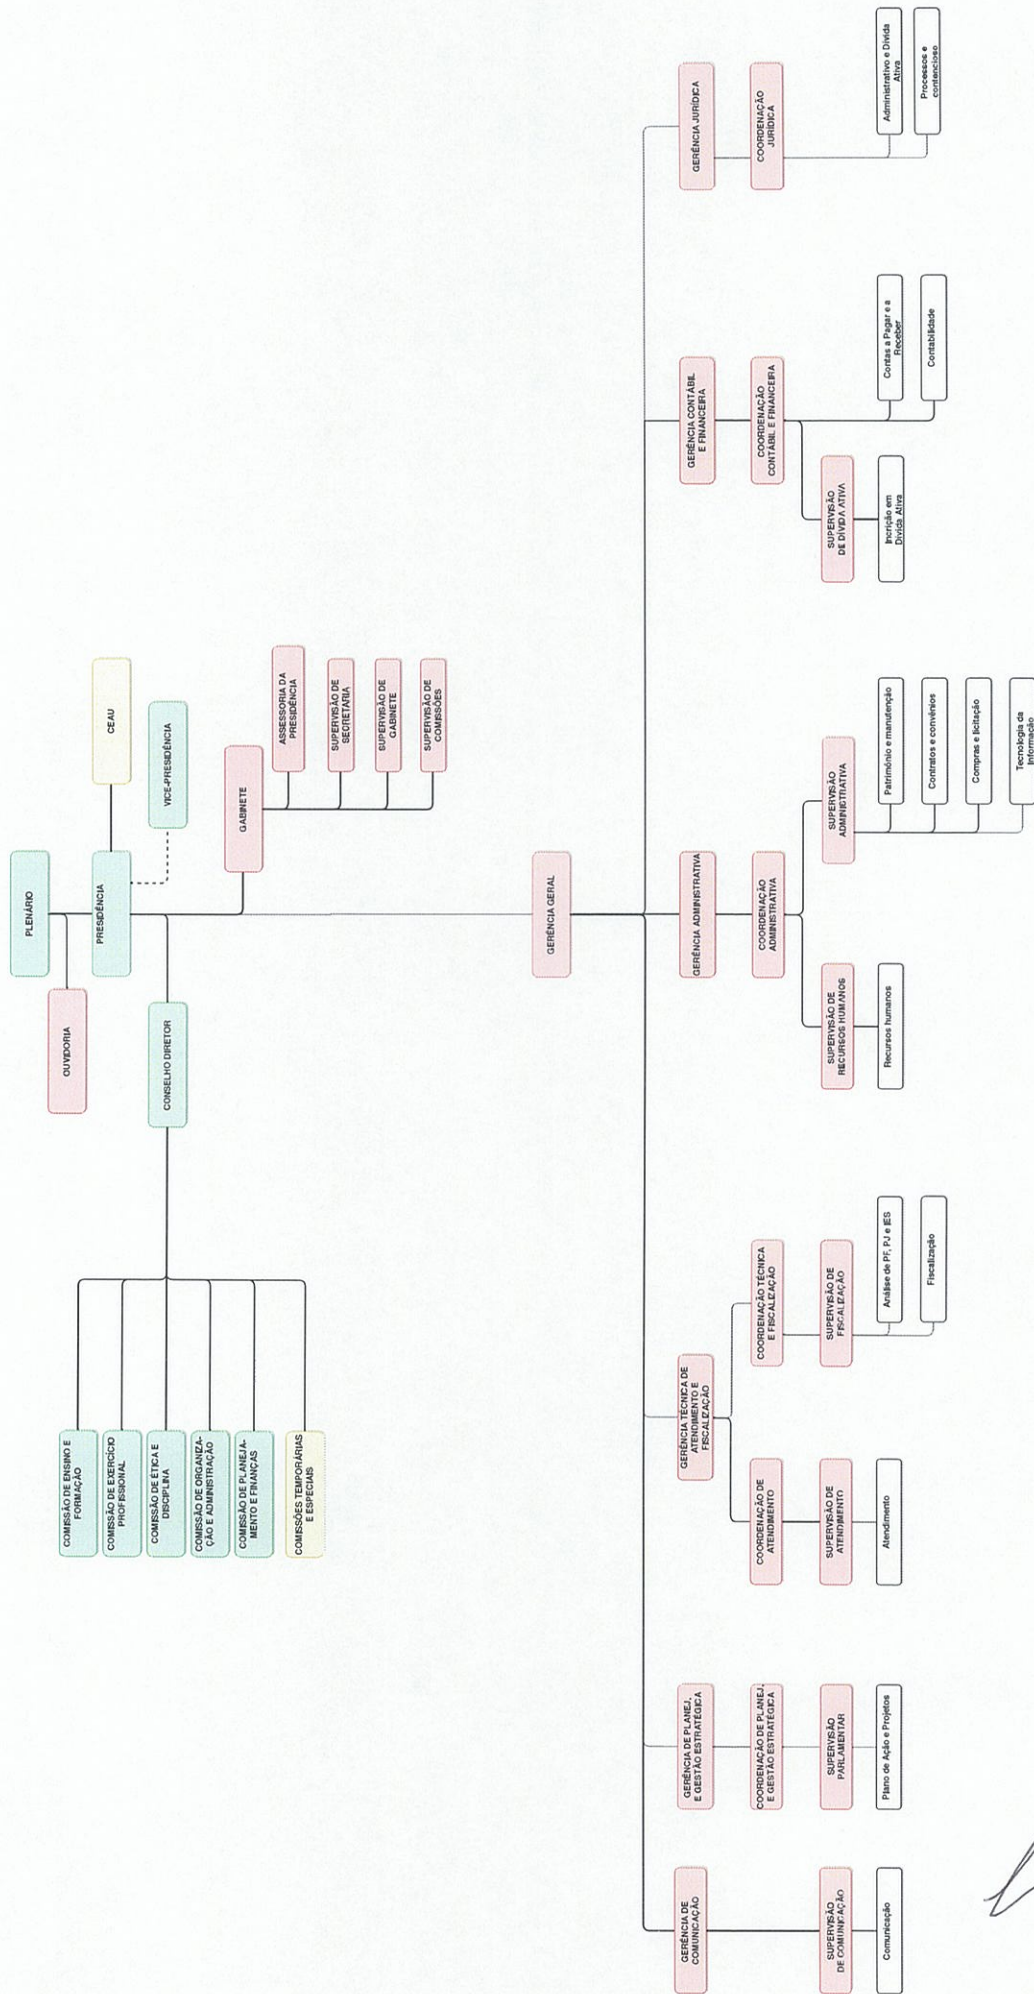 PLENÁRIO
OUVIDORIA
PRESIDÊNCIA
CEAU
VICE-PRESIDÊNCIA
CONSELHO DIRETOR
COMISSÃO DE ENSINO E
FORMAÇÃO
COMISSÃO DE EXERCÍCIO
PROFISSIONAL
COMISSÃO DE ÉTICA E
DISCIPLINA
COMISSÃO DE ORGANIZA-
ÇÃO E ADMINISTRAÇÃO
COMISSÃO DE PLANEJA-
MENTO E FINANÇAS
COMISSÕES TEMPORÁRIAS
E ESPECIAIS
GABINETE
ASSESSORIA DA
PRESIDÊNCIA
SUPERVISÃO DE
SECRETARIA
SUPERVISÃO DE
GABINETE
SUPERVISÃO DE
COMISSÕES
GERÊNCIA GERAL
GERÊNCIA DE
COMUNICAÇÃO
SUPERVISÃO
DE COMUNICAÇÃO
Comunicação
GERÊNCIA DE PLANEJ.
E GESTÃO ESTRATÉGICA
COORDENAÇÃO DE PLANEJ.
E GESTÃO ESTRATÉGICA
SUPERVISÃO
PARLAMENTAR
Plano de Ação e Projetos
GERÊNCIA TÉCNICA DE
ATENDIMENTO E
FISCALIZAÇÃO
COORDENAÇÃO DE
ATENDIMENTO
SUPERVISÃO DE
ATENDIMENTO
Atendimento
COORDENAÇÃO TÉCNICA
E FISCALIZAÇÃO
SUPERVISÃO DE
FISCALIZAÇÃO
Análise de PF, PJ e IES
Fiscalização
GERÊNCIA ADMINISTRATIVA
COORDENAÇÃO
ADMINISTRATIVA
SUPERVISÃO DE
RECURSOS HUMANOS
Recursos humanos
SUPERVISÃO
ADMINISTRATIVA
Patrimônio e manutenção
Contratos e convênios
Compras e licitação
Tecnologia da
Informação
GERÊNCIA CONTÁBIL
E FINANCEIRA
COORDENAÇÃO
CONTÁBIL E FINANCEIRA
SUPERVISÃO
DE DÍVIDA ATIVA
Incrição em
Dívida Ativa
Contas a Pagar e a
Receber
Contabilidade
GERÊNCIA JURÍDICA
COORDENAÇÃO
JURÍDICA
Administrativo e Dívida
Ativa
Processos e
contencioso